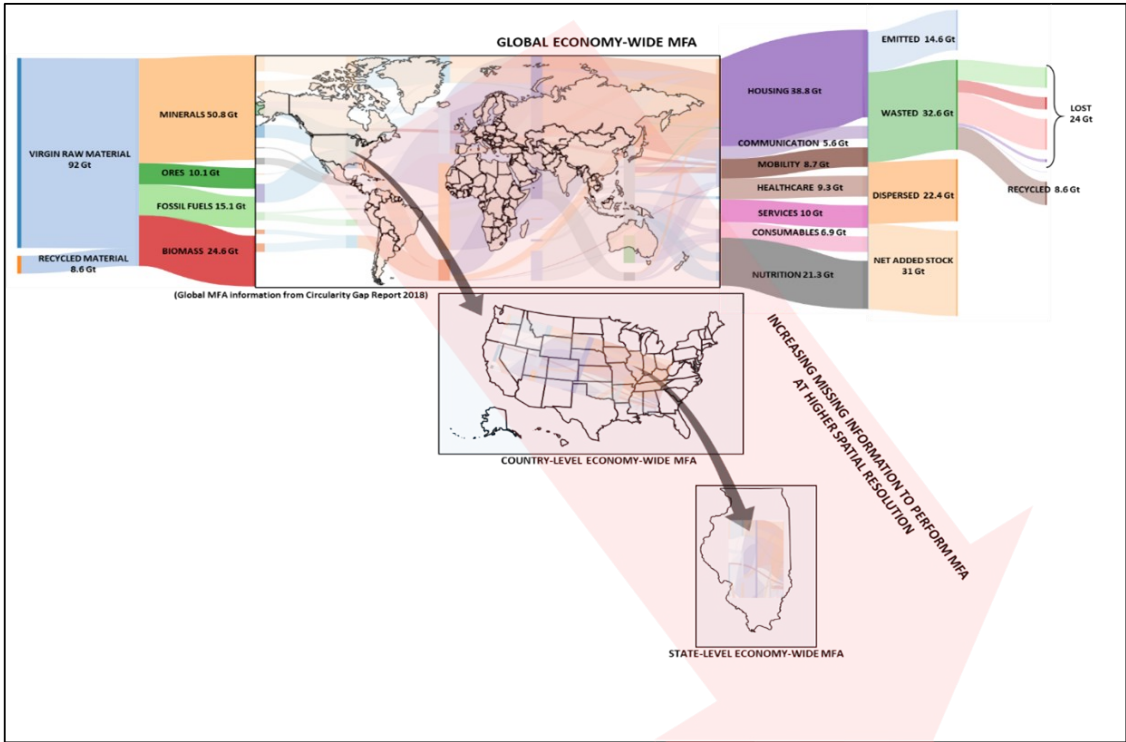 GLOBAL ECONOMY-WIDE MFA
VIRGIN RAW MATERIAL
92 Gt
RECYCLED MATERIAL
8.6 Gt
MINERALS 50.8 Gt
ORES 10.1 Gt
FOSSIL FUELS 15.1 Gt
BIOMASS 24.6 Gt
(Global MFA information from Circularity Gap Report 2018)
HOUSING 38.8 Gt
COMMUNICATION 5.6 Gt
MOBILITY 8.7 Gt
HEALTHCARE 9.3 Gt
SERVICES 10 Gt
CONSUMABLES 6.9 Gt
NUTRITION 21.3 Gt
EMITTED 14.6 Gt
WASTED 32.6 Gt
DISPERSED 22.4 Gt
NET ADDED STOCK
31 Gt
LOST
24 Gt
RECYCLED 8.6 Gt
INCREASING MISSING INFORMATION TO PERFORM MFA
AT HIGHER SPATIAL RESOLUTION
COUNTRY-LEVEL ECONOMY-WIDE MFA
STATE-LEVEL ECONOMY-WIDE MFA